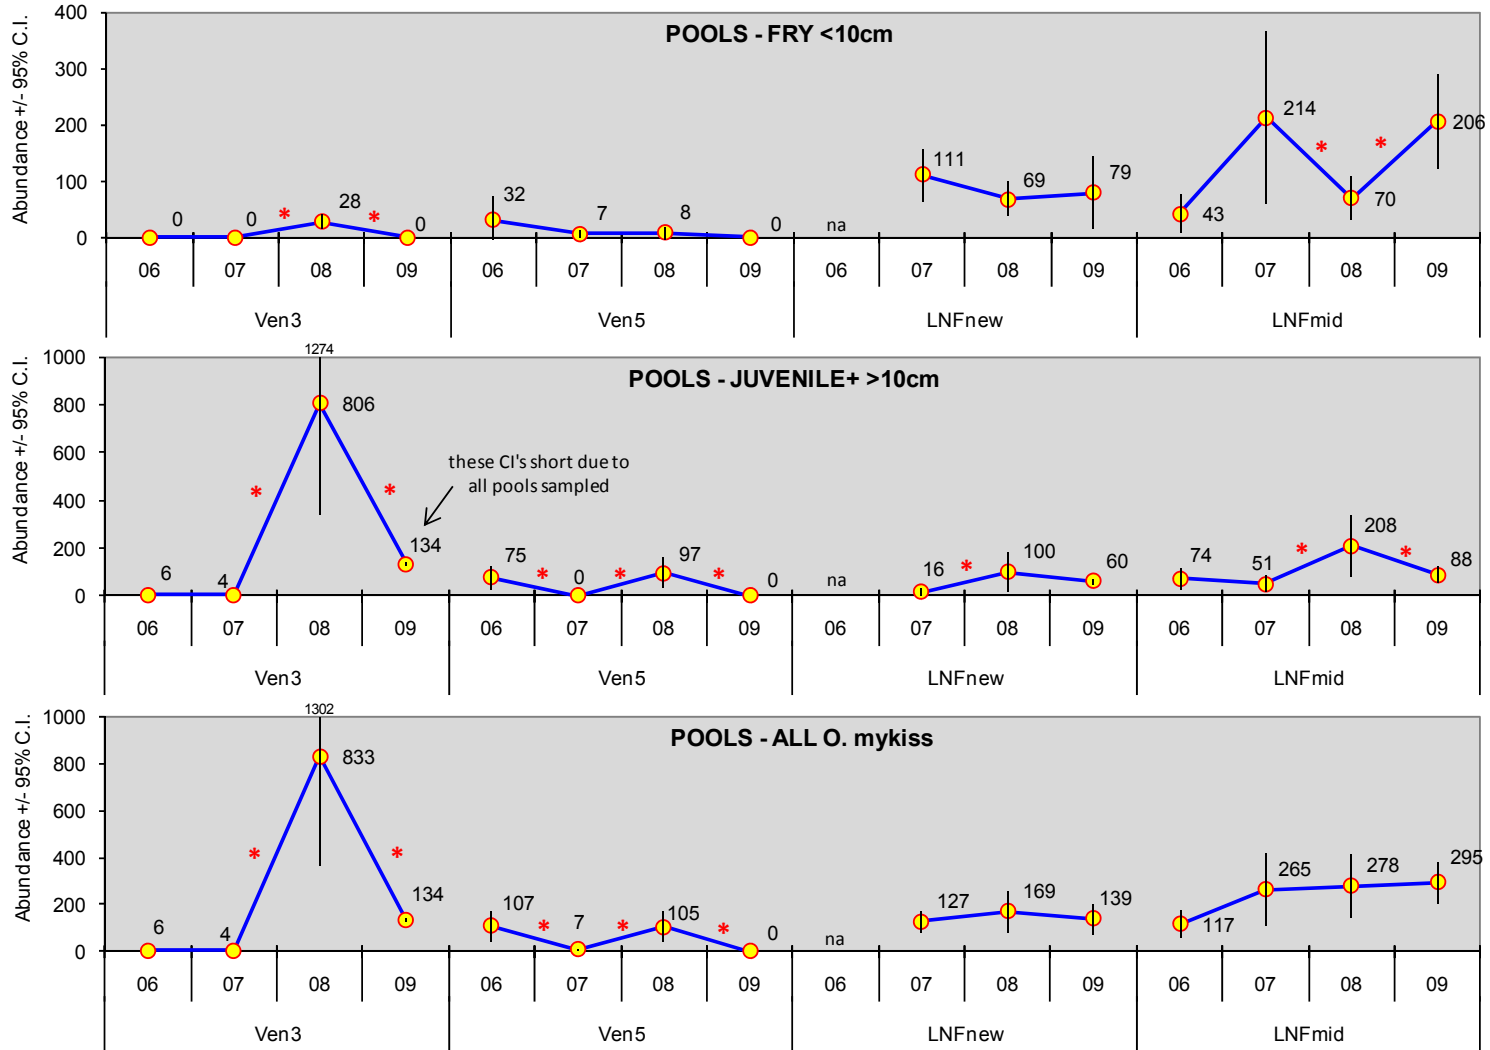 POOLS - FRY <10cm
Abundance +/- 95% C.I.
400
300
200
100
0
0 0 * 28 * 0
32 7 8 0
na 111 69 79
43 214 * 70 * 206
06 07 08 09 06 07 08 09 06 07 08 09 06 07 08 09
Ven3 Ven5 LNFnew LNFmid
POOLS - JUVENILE+ >10cm
Abundance +/- 95% C.I.
1000
800
600
400
200
0
1274
6 4 * 806 * 134
these CI's short due to
all pools sampled
75 * 0 * 97 * 0
na 16 * 100 60
74 51 * 208 * 88
06 07 08 09 06 07 08 09 06 07 08 09 06 07 08 09
Ven3 Ven5 LNFnew LNFmid
POOLS - ALL O. mykiss
Abundance +/- 95% C.I.
1000
800
600
400
200
0
1302
6 4 * 833 * 134
107 * 7 * 105 * 0
na 127 169 139
117 265 278 295
06 07 08 09 06 07 08 09 06 07 08 09 06 07 08 09
Ven3 Ven5 LNFnew LNFmid